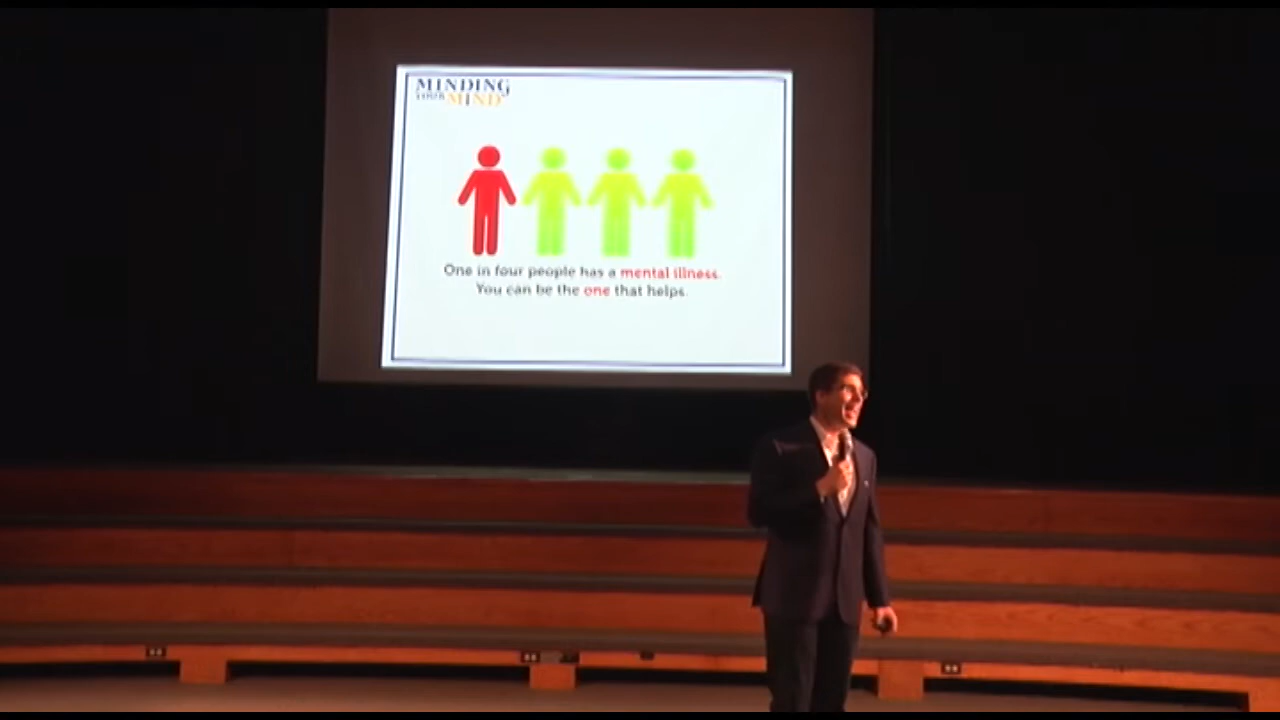 MINDING
YOUR MIND
One in four people has a mental illness.
You can be the one that helps.